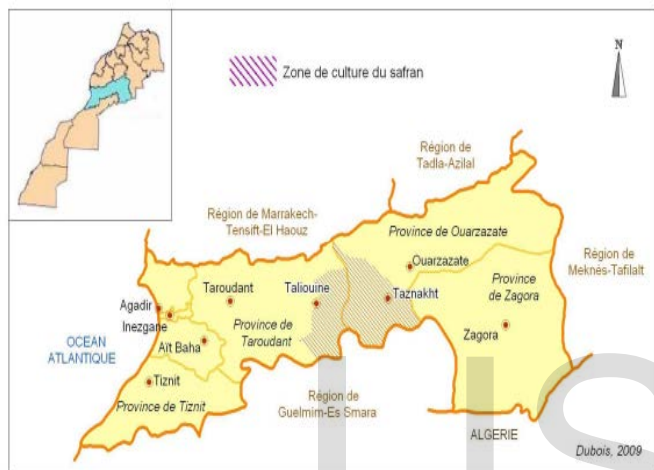 Zone de culture du safran
N
Région de
Tadla-Azilal
Région de Marrakech-
Tensift-El Haouz
Province de Ouarzazate
Région de
Meknés-Tafilalt
Ouarzazate
Province
de Zagora
Taroudant
Taliouine
Taznakht
Agadir
Inezgane
OCEAN
ATLANTIQUE
Aït Baha
Province de
Taroudant
Zagora
Tiznit
Province de Tiznit
Région de
Guelmim-Es Smara
ALGERIE
Dubois, 2009
US